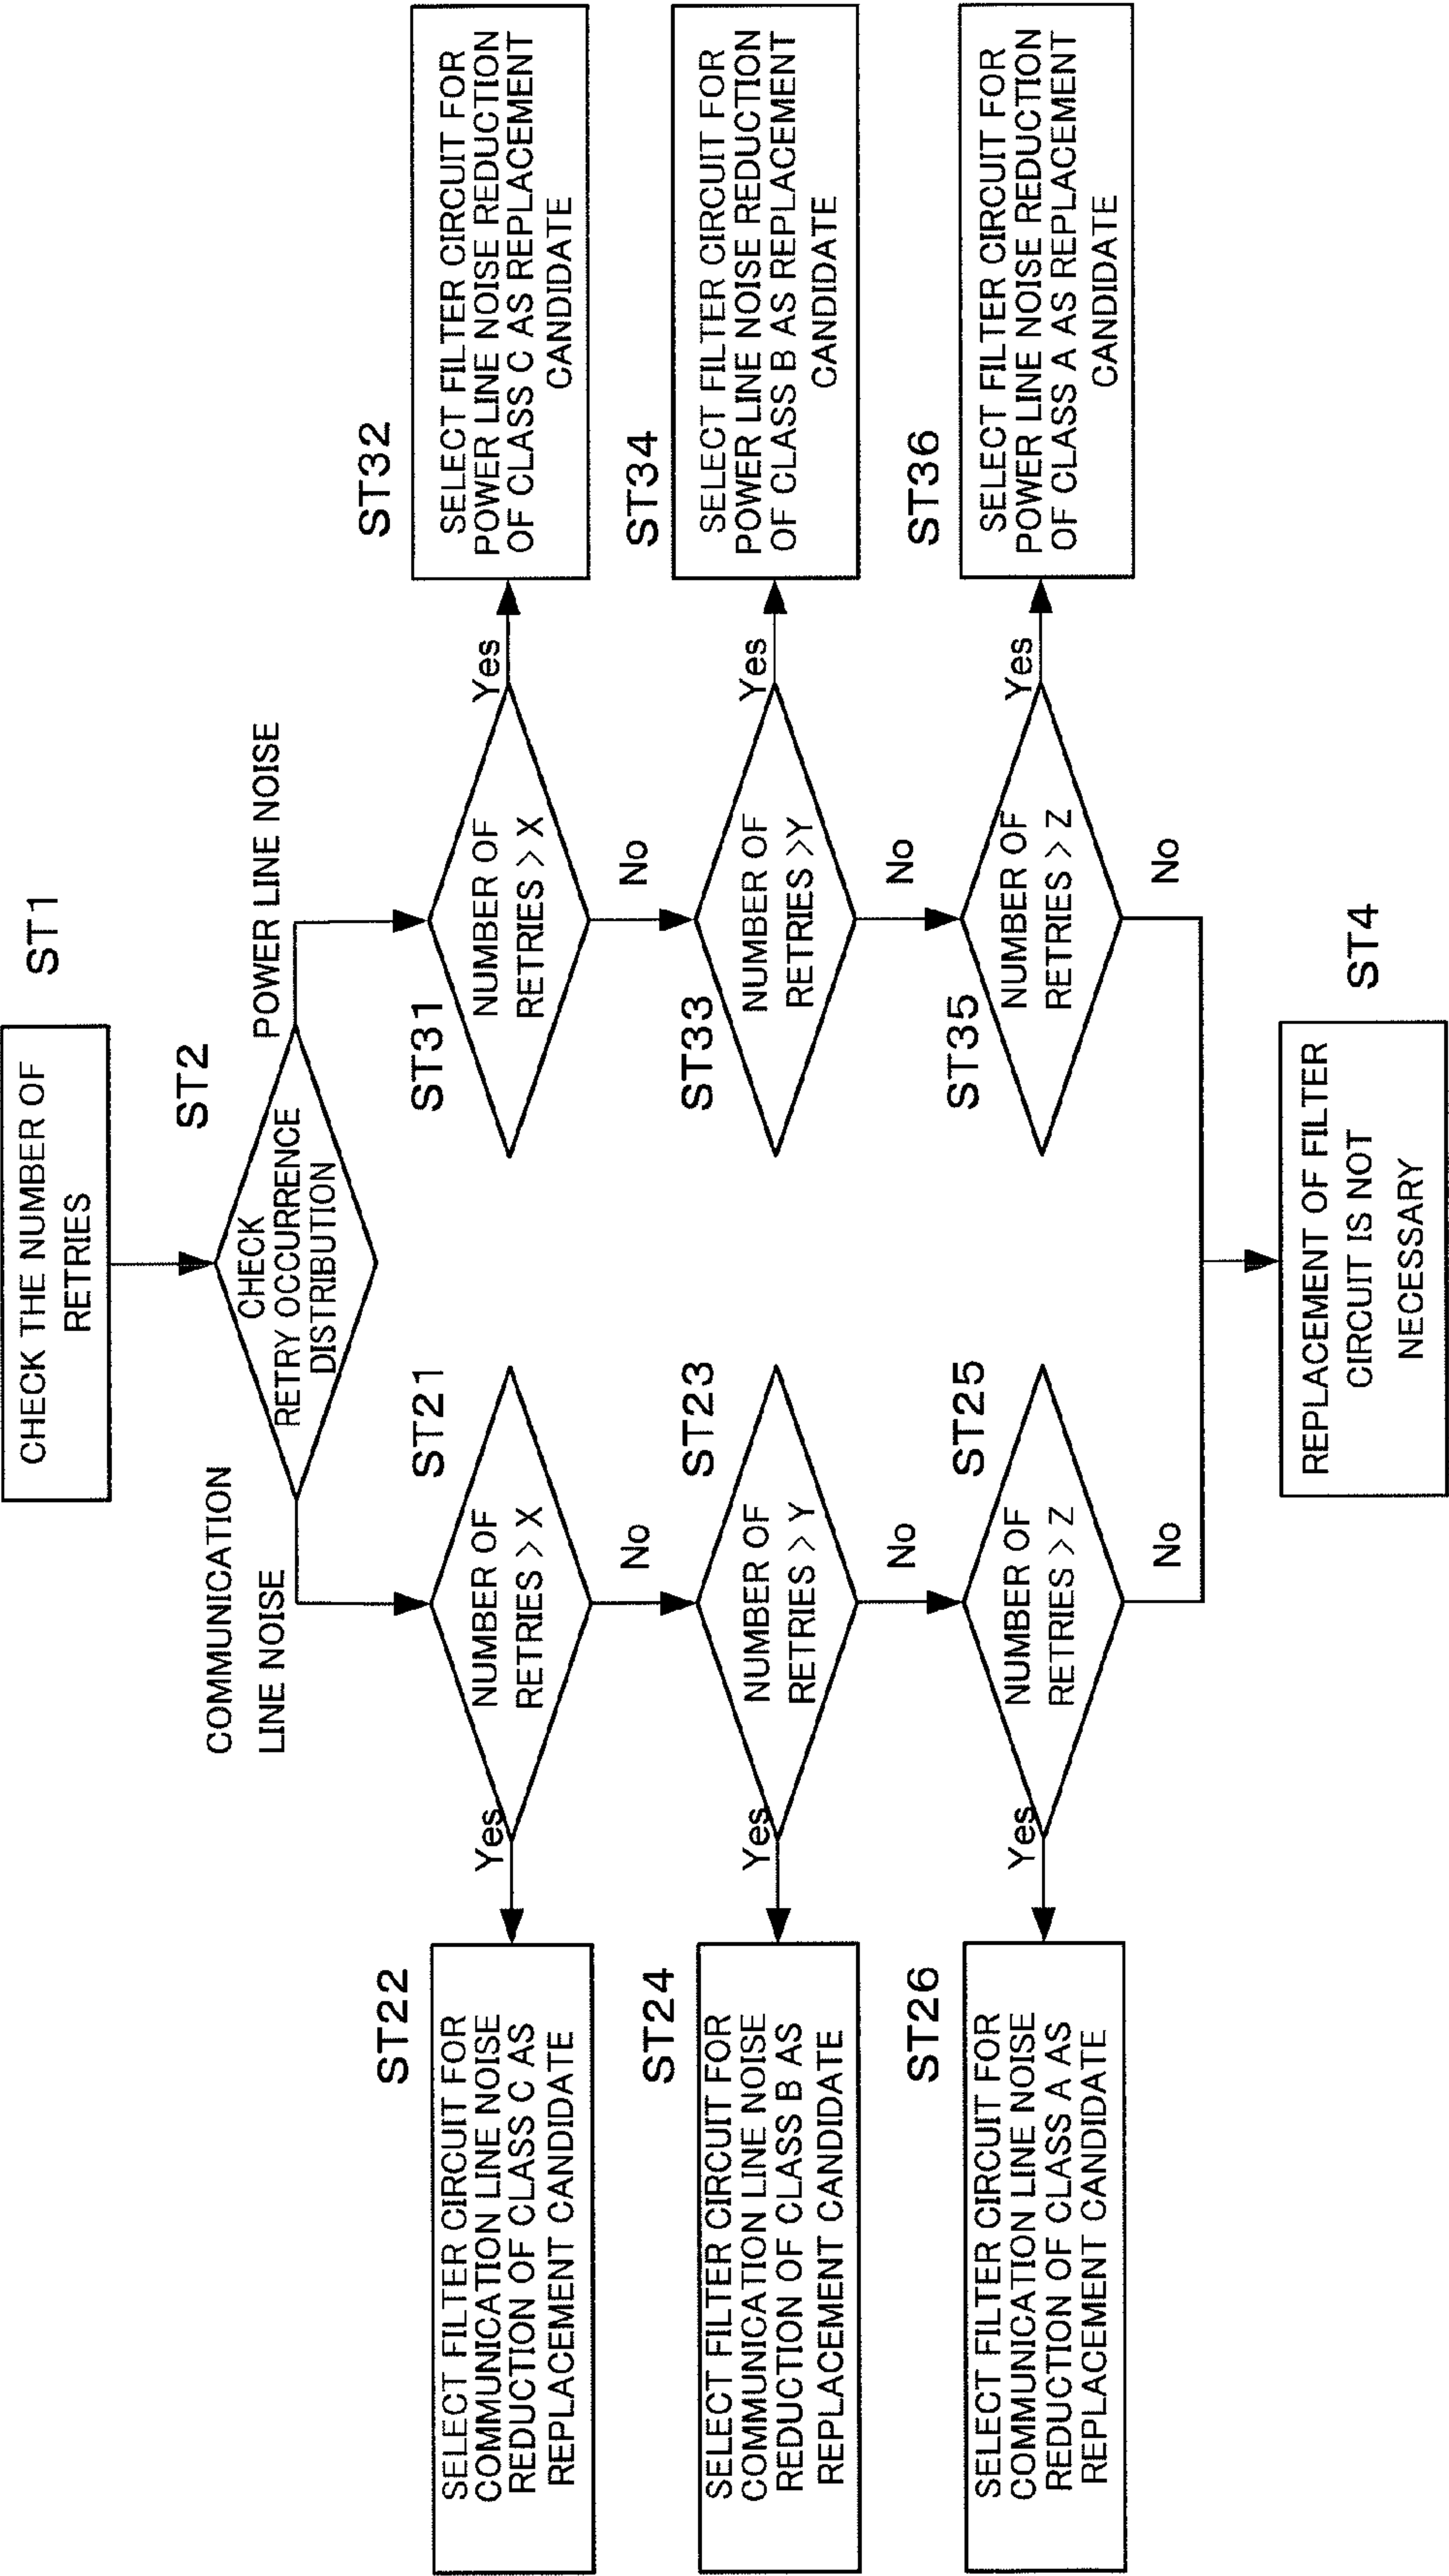 CHECK THE NUMBER OF
RETRIES
ST1
ST2
CHECK
RETRY OCCURRENCE
DISTRIBUTION
COMMUNICATION
LINE NOISE
POWER LINE NOISE
ST22
SELECT FILTER CIRCUIT FOR
COMMUNICATION LINE NOISE
REDUCTION OF CLASS C AS
REPLACEMENT CANDIDATE
Yes
NUMBER OF
RETRIES > X
ST21
No
ST31
NUMBER OF
RETRIES > X
Yes
No
ST32
SELECT FILTER CIRCUIT FOR
POWER LINE NOISE REDUCTION
OF CLASS C AS REPLACEMENT
CANDIDATE
ST24
SELECT FILTER CIRCUIT FOR
COMMUNICATION LINE NOISE
REDUCTION OF CLASS B AS
REPLACEMENT CANDIDATE
Yes
NUMBER OF
RETRIES > Y
ST23
No
ST33
NUMBER OF
RETRIES >Y
Yes
No
ST34
SELECT FILTER CIRCUIT FOR
POWER LINE NOISE REDUCTION
OF CLASS B AS REPLACEMENT
CANDIDATE
ST26
SELECT FILTER CIRCUIT FOR
COMMUNICATION LINE NOISE
REDUCTION OF CLASS A AS
REPLACEMENT CANDIDATE
Yes
NUMBER OF
RETRIES > Z
ST25
No
ST35
NUMBER OF
RETRIES > Z
Yes
No
ST36
SELECT FILTER CIRCUIT FOR
POWER LINE NOISE REDUCTION
OF CLASS A AS REPLACEMENT
CANDIDATE
ST4
REPLACEMENT OF FILTER
CIRCUIT IS NOT
NECESSARY